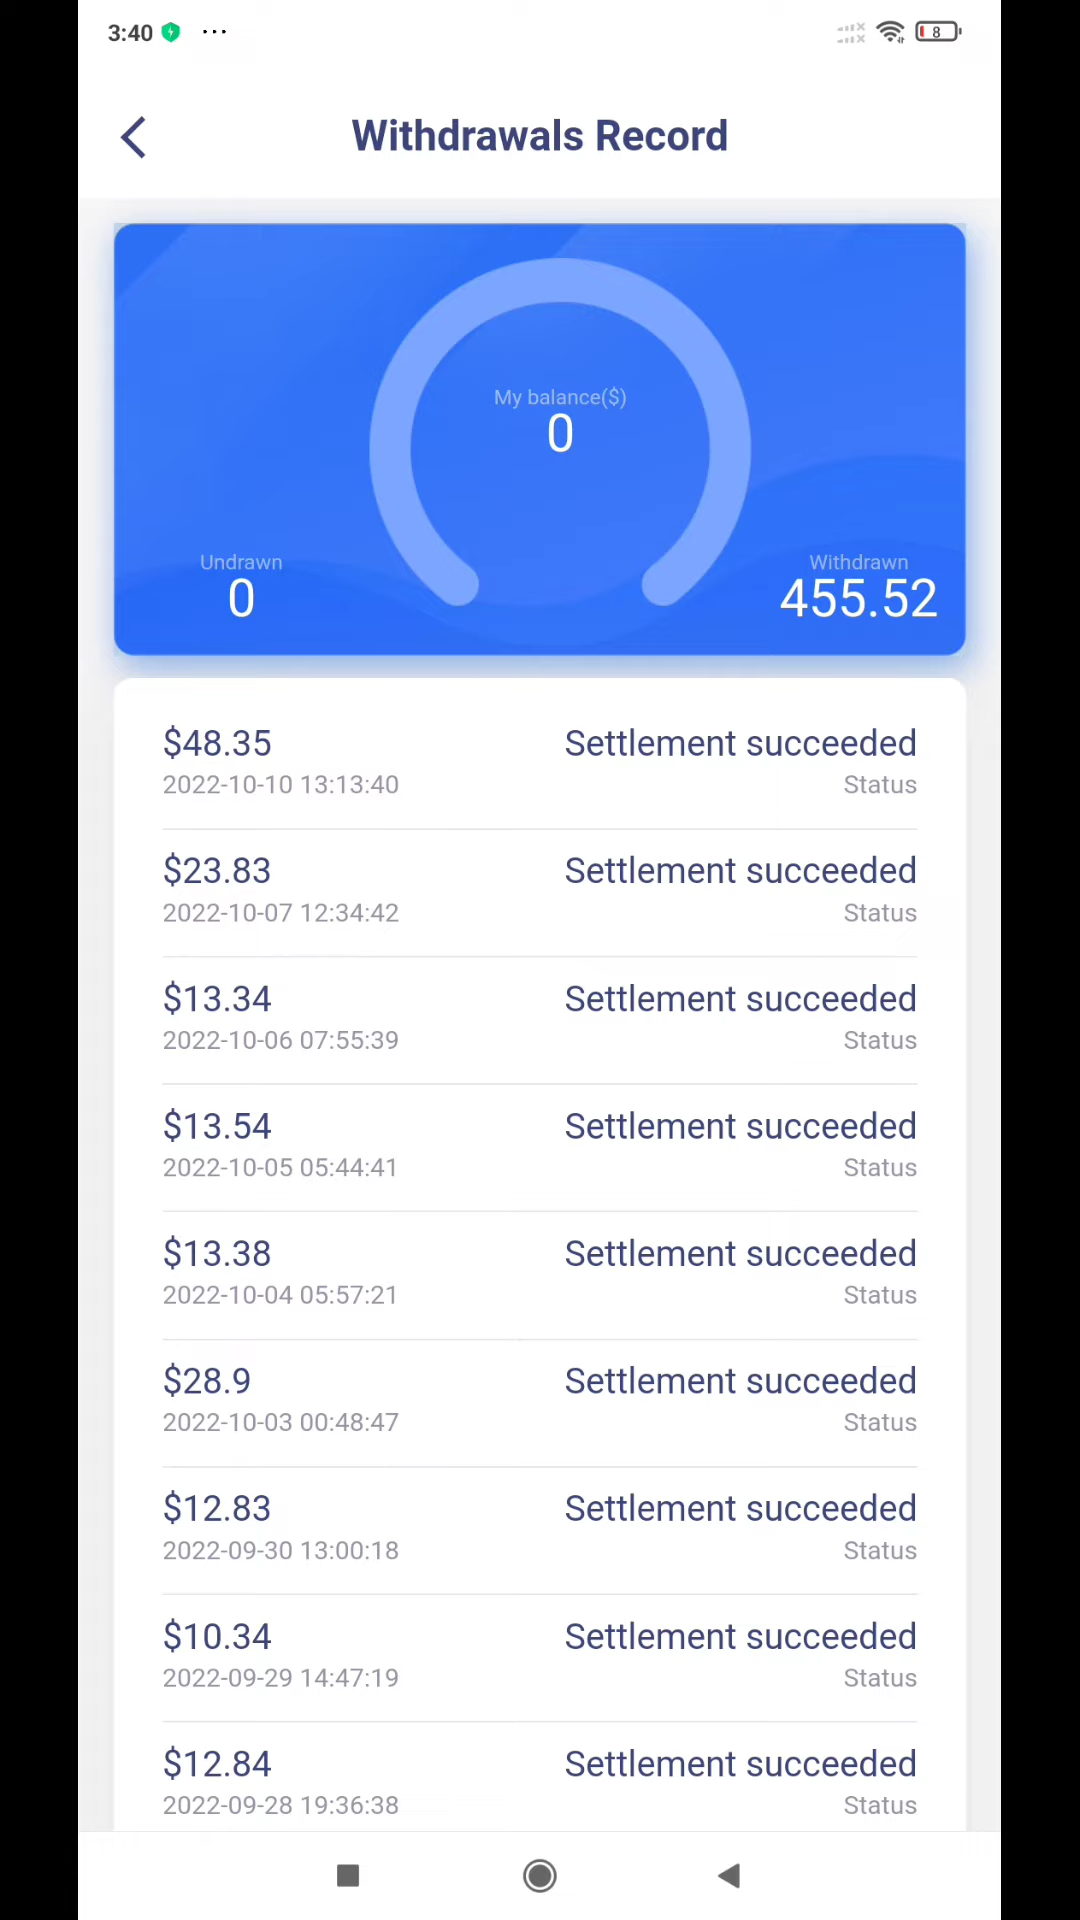 3:40 ...
8
Withdrawals Record
My balance($)
0
Undrawn
0
Withdrawn
455.52
$48.35 Settlement succeeded
2022-10-10 13:13:40 Status
$23.83 Settlement succeeded
2022-10-07 12:34:42 Status
$13.34 Settlement succeeded
2022-10-06 07:55:39 Status
$13.54 Settlement succeeded
2022-10-05 05:44:41 Status
$13.38 Settlement succeeded
2022-10-04 05:57:21 Status
$28.9 Settlement succeeded
2022-10-03 00:48:47 Status
$12.83 Settlement succeeded
2022-09-30 13:00:18 Status
$10.34 Settlement succeeded
2022-09-29 14:47:19 Status
$12.84 Settlement succeeded
2022-09-28 19:36:38 Status